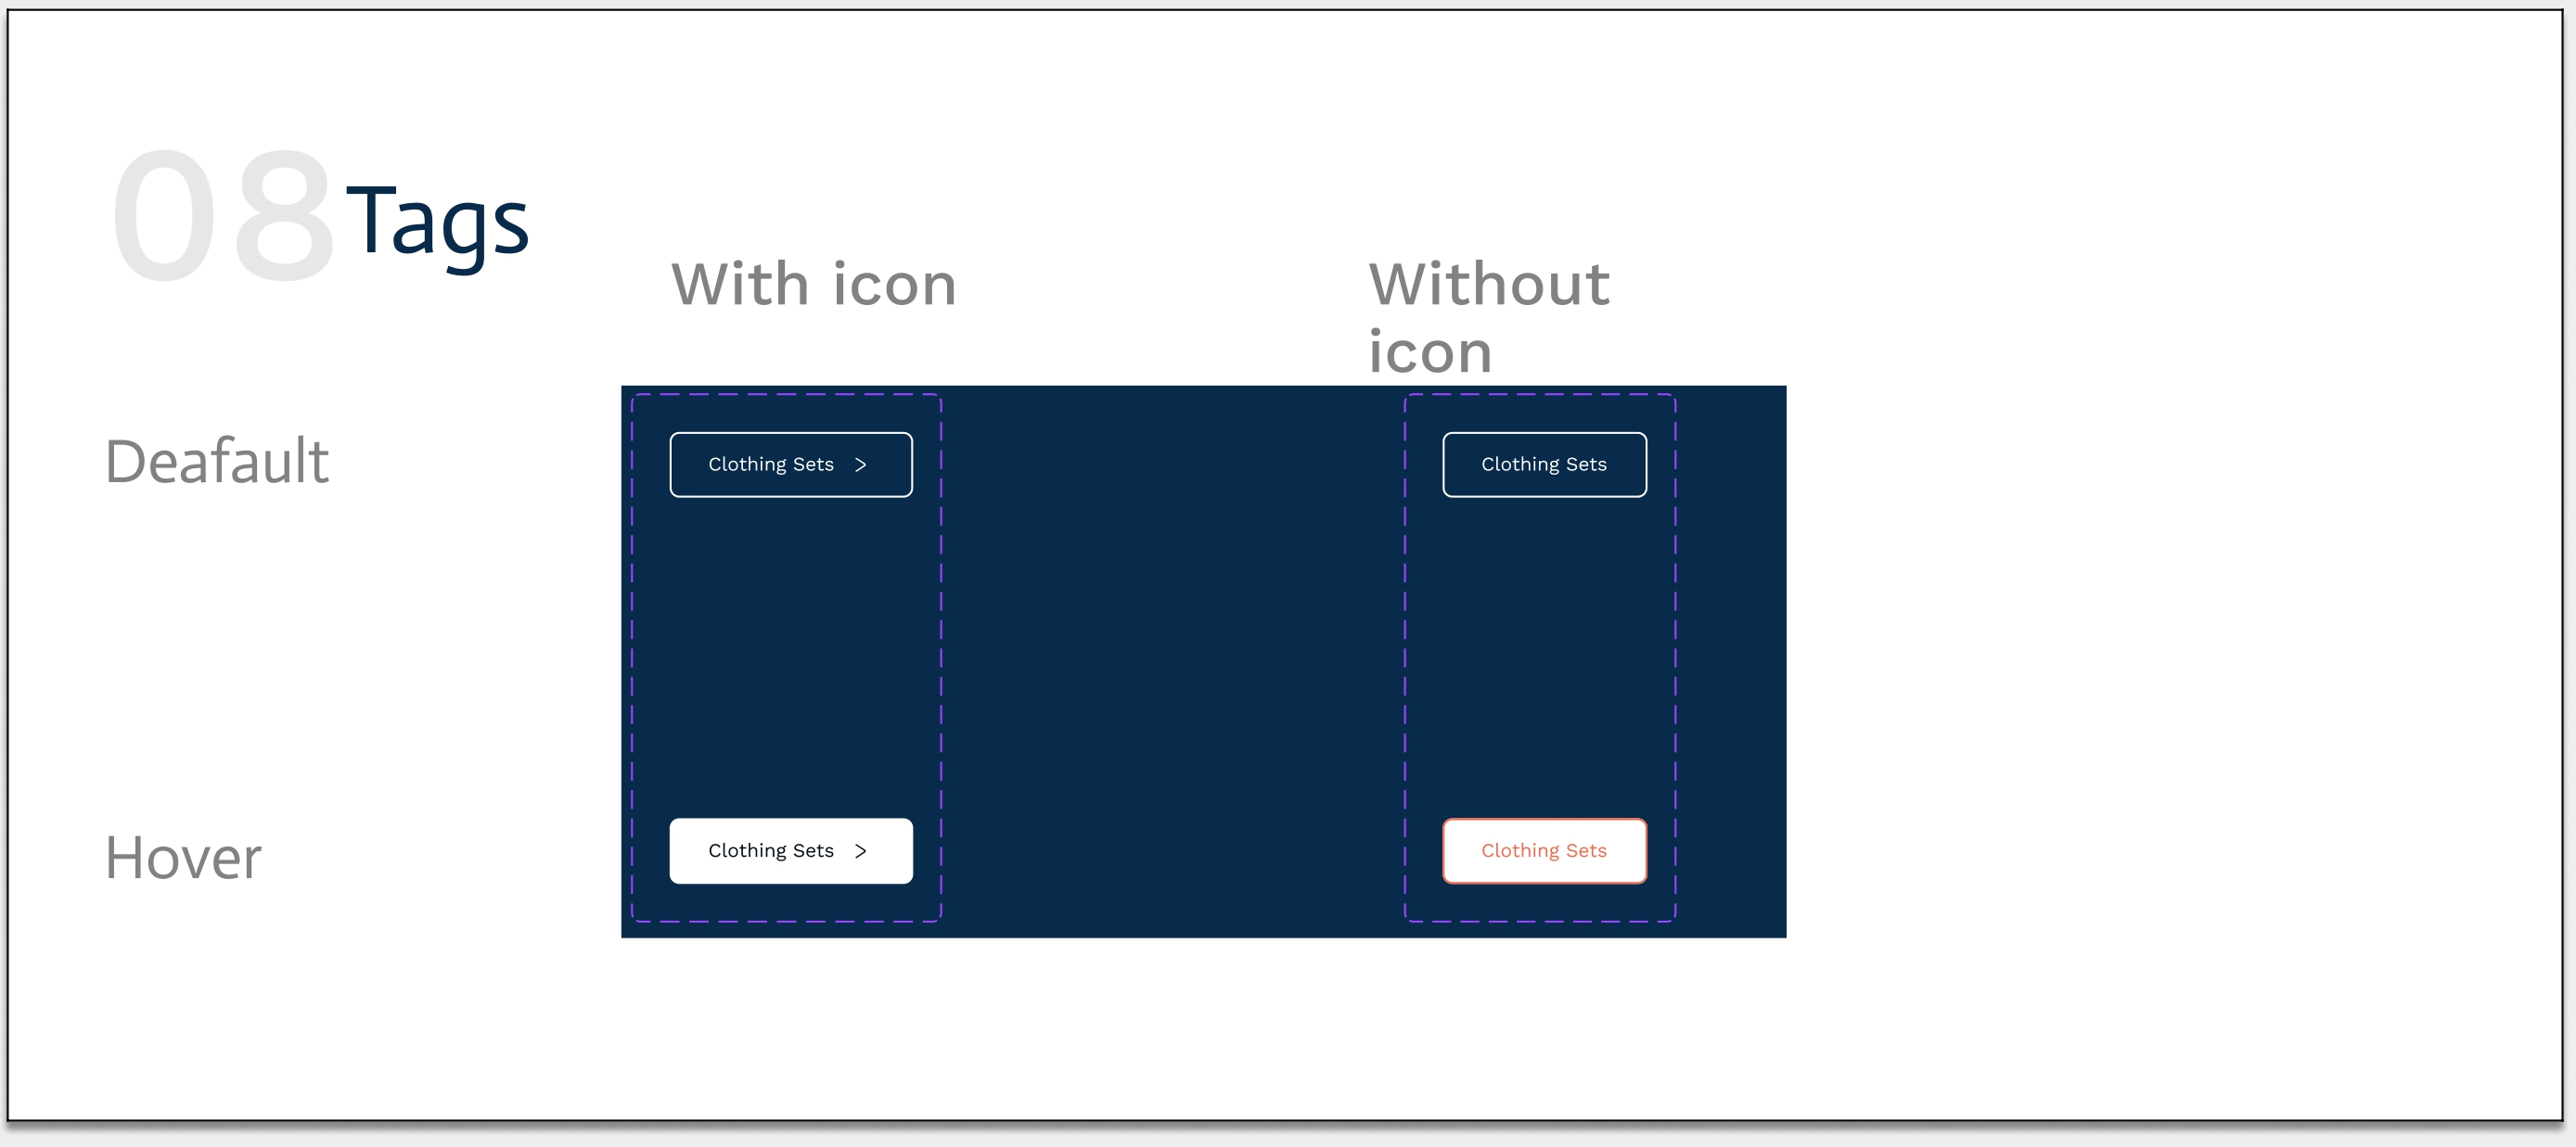 08 Tags
With icon
Without
icon
Deafault
Clothing Sets >
Clothing Sets
Hover
Clothing Sets >
Clothing Sets